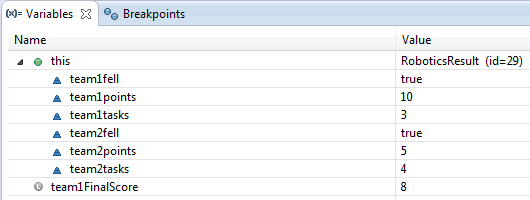 (x)= Variables Breakpoints
Name Value
this RoboticsResult (id=29)
team1fell true
team1points 10
team1tasks 3
team2fell true
team2points 5
team2tasks 4
team1FinalScore 8